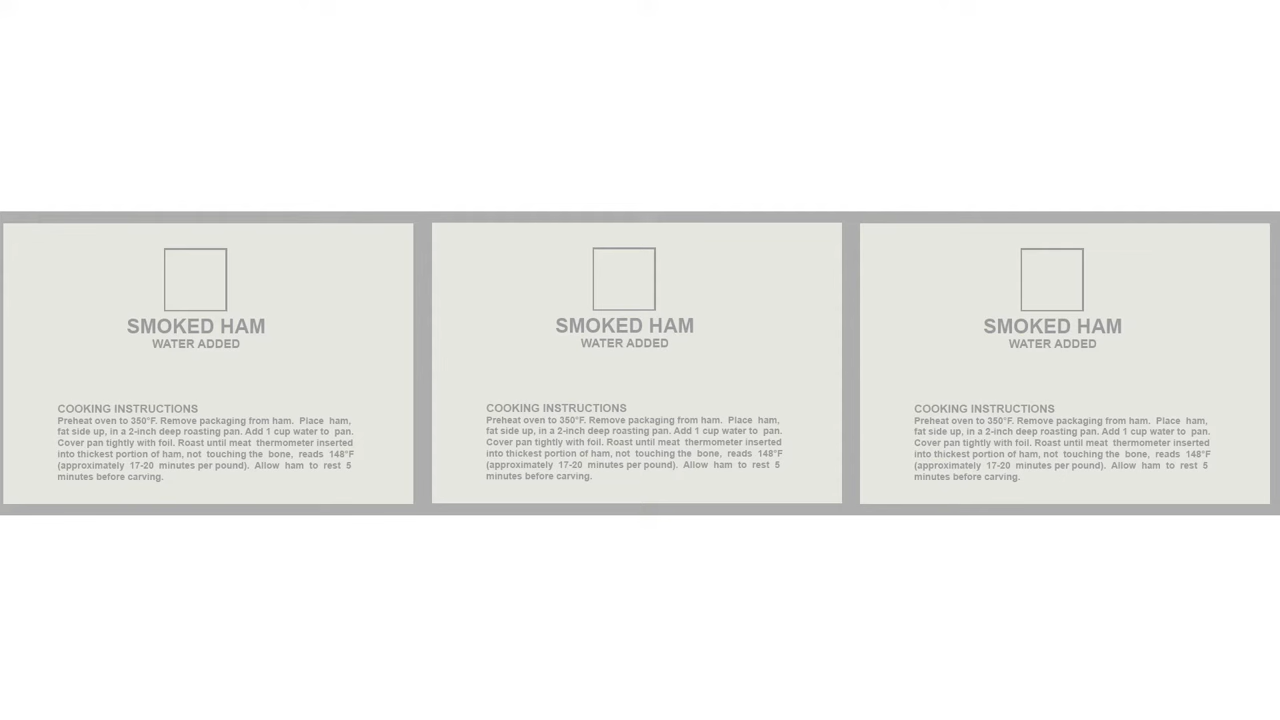 SMOKED HAM
WATER ADDED
COOKING INSTRUCTIONS
Preheat oven to 350°F. Remove packaging from ham. Place ham,
fat side up, in a 2-inch deep roasting pan. Add 1 cup water to pan.
Cover pan tightly with foil. Roast until meat thermometer inserted
into thickest portion of ham, not touching the bone, reads 148°F
(approximately 17-20 minutes per pound). Allow ham to rest 5
minutes before carving.
SMOKED HAM
WATER ADDED
COOKING INSTRUCTIONS
Preheat oven to 350°F. Remove packaging from ham. Place ham,
fat side up, in a 2-inch deep roasting pan. Add 1 cup water to pan.
Cover pan tightly with foil. Roast until meat thermometer inserted
into thickest portion of ham, not touching the bone, reads 148°F
(approximately 17-20 minutes per pound). Allow ham to rest 5
minutes before carving.
SMOKED HAM
WATER ADDED
COOKING INSTRUCTIONS
Preheat oven to 350°F. Remove packaging from ham. Place ham,
fat side up, in a 2-inch deep roasting pan. Add 1 cup water to pan.
Cover pan tightly with foil. Roast until meat thermometer inserted
into thickest portion of ham, not touching the bone, reads 148°F
(approximately 17-20 minutes per pound). Allow ham to rest 5
minutes before carving.